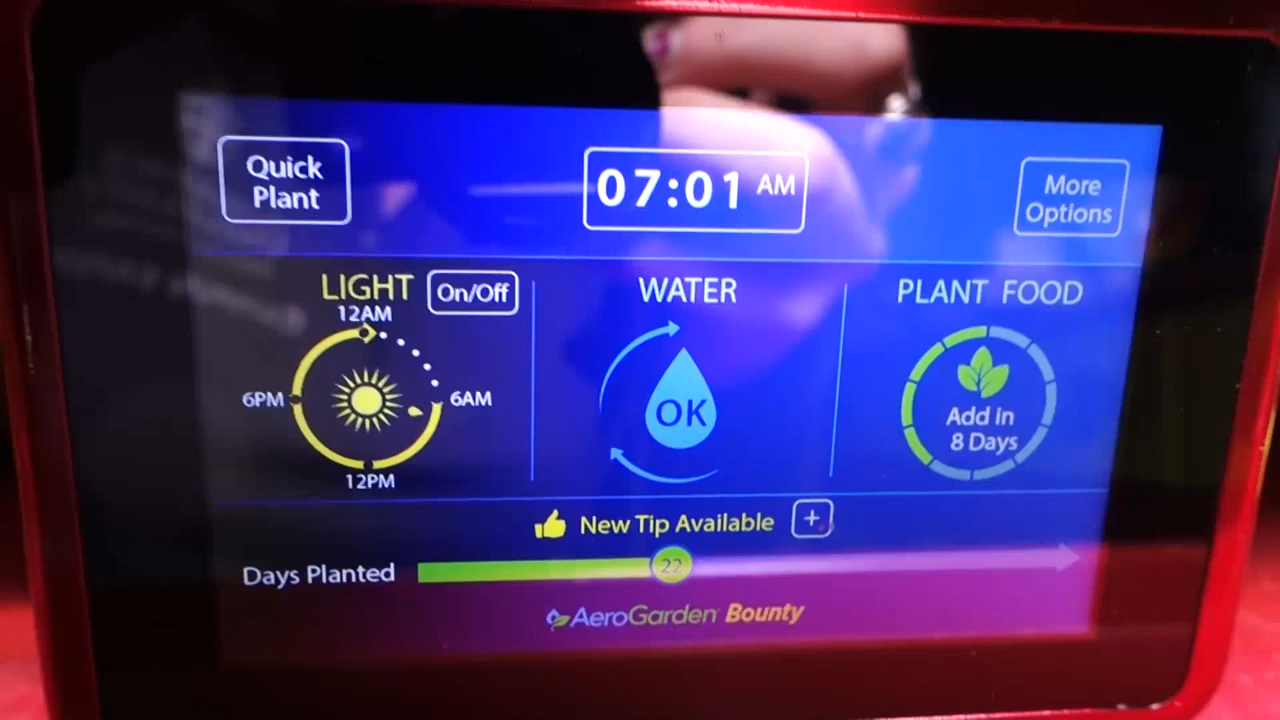 Quick
Plant
07:01 AM
More
Options
LIGHT On/Off
12AM
6PM
6AM
12PM
WATER
OK
PLANT FOOD
Add in
8 Days
New Tip Available +
Days Planted 22
AeroGarden Bounty